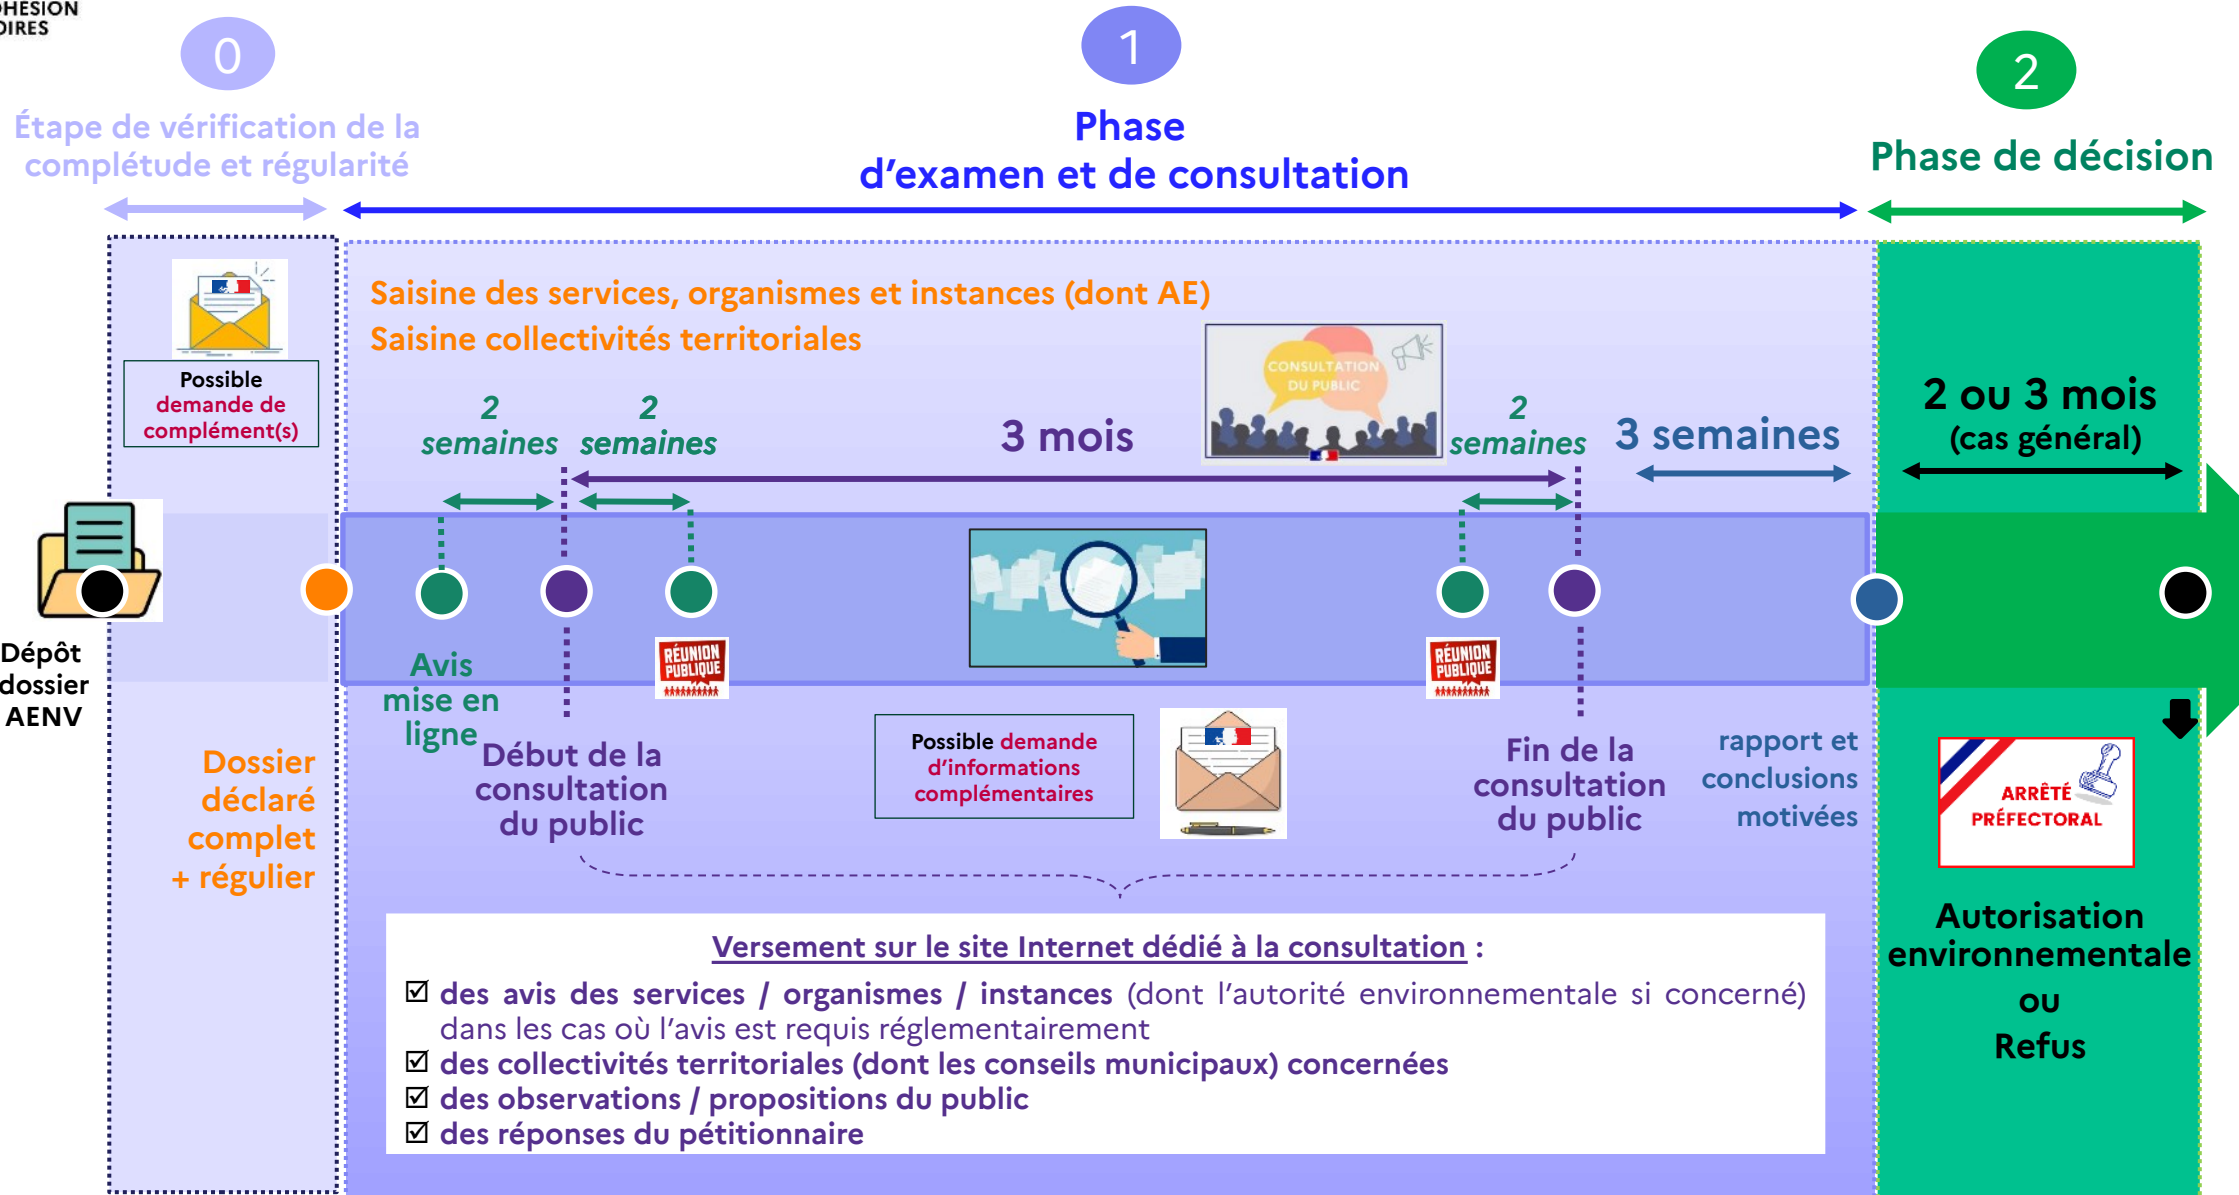 OIRES
0
1
2
Étape de vérification de la
complétude et régularité
Phase
d'examen et de consultation
Phase de décision
Saisine des services, organismes et instances (dont AE)
Saisine collectivités territoriales
Possible
demande de
complément(s)
2
semaines
2
semaines
3 mois
CONSULTATION
DU PUBLIC
2
semaines
3 semaines
2 ou 3 mois
(cas général)
Dépôt
dossier
AENV
Avis
mise en
ligne
RÉUNION
PUBLIQUE
RÉUNION
PUBLIQUE
Dossier
déclaré
complet
+ régulier
Début de la
consultation
du public
Possible demande
d'informations
complémentaires
Fin de la
consultation
du public
rapport et
conclusions
motivées
ARRÊTÉ
PRÉFECTORAL
Autorisation
environnementale
ou
Refus
Versement sur le site Internet dédié à la consultation :
☑ des avis des services / organismes / instances (dont l'autorité environnementale si concerné)
dans les cas où l'avis est requis réglementairement
☑ des collectivités territoriales (dont les conseils municipaux) concernées
☑ des observations / propositions du public
☑ des réponses du pétitionnaire